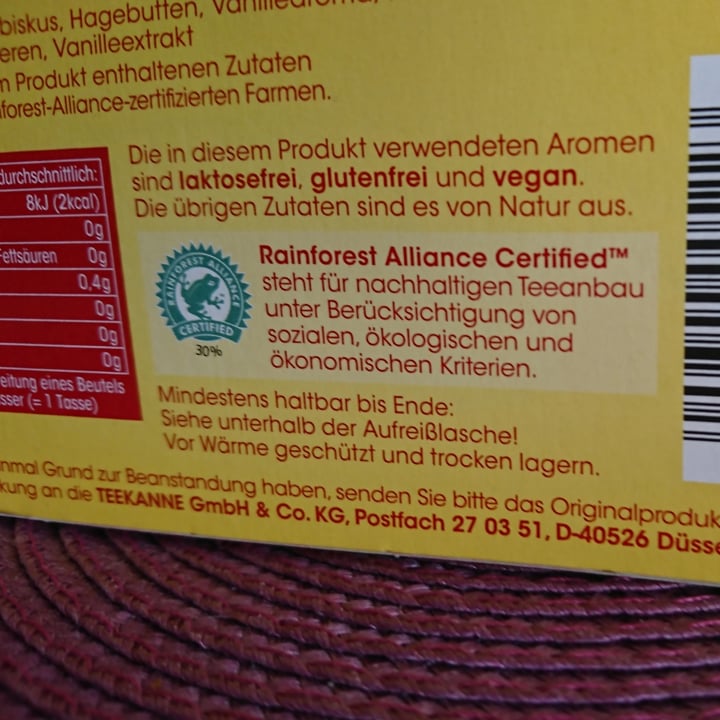 biskus, Hagebutten,
eren, Vanilleextrakt
m Produkt enthaltenen Zutaten
forest-Alliance-zertifizierten Farmen.
durchschnittlich:
8kJ (2kcal)
0g
Fettsäuren 0g
0,4g
0g
0g
0g
eitung eines Beutels
sser (= 1 Tasse)
Die in diesem Produkt verwendeten Aromen
sind laktosefrei, glutenfrei und vegan.
Die übrigen Zutaten sind es von Natur aus.
RAINFOREST ALLIANCE
CERTIFIED
30%
Rainforest Alliance Certified™
steht für nachhaltigen Teeanbau
unter Berücksichtigung von
sozialen, ökologischen und
ökonomischen Kriterien.
Mindestens haltbar bis Ende:
Siehe unterhalb der Aufreißlasche!
Vor Wärme geschützt und trocken lagern.
nmal Grund zur Beanstandung haben, senden Sie bitte das Originalproduk
kung an die TEEKANNE GmbH & Co. KG, Postfach 27 03 51, D-40526 Düsse